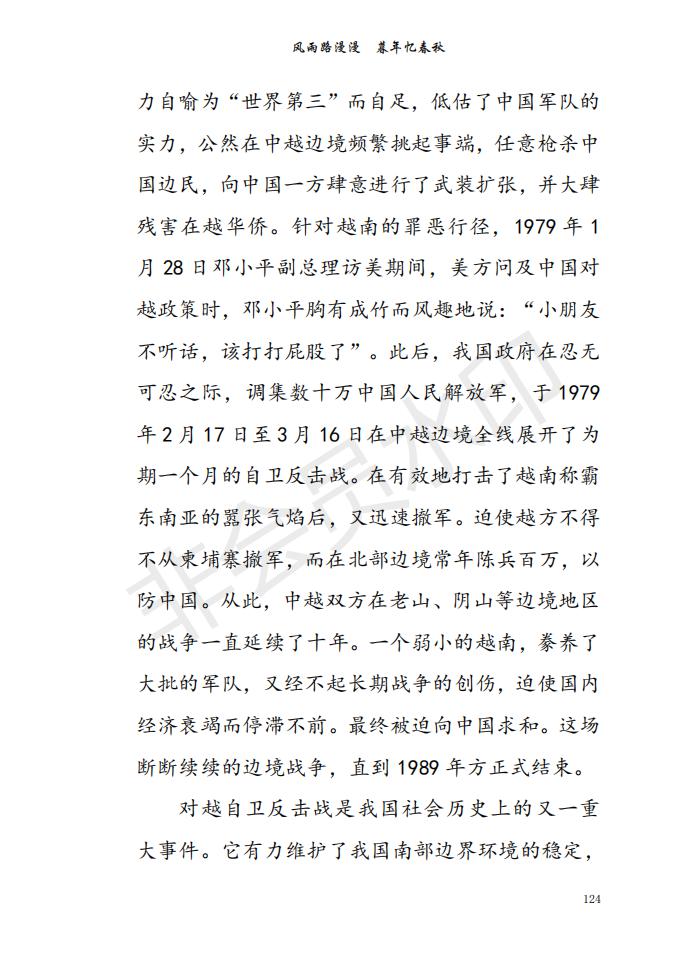 风雨路漫漫　暮年忆春秋
力自喻为“世界第三”而自足，低估了中国军队的
实力，公然在中越边境频繁挑起事端，任意枪杀中
国边民，向中国一方肆意进行了武装扩张，并大肆
残害在越华侨。针对越南的罪恶行径，1979 年 1
月 28 日邓小平副总理访美期间，美方问及中国对
越政策时，邓小平胸有成竹而风趣地说：“小朋友
不听话，该打打屁股了”。此后，我国政府在忍无
可忍之际，调集数十万中国人民解放军，于 1979
年 2 月 17 日至 3 月 16 日在中越边境全线展开了为
期一个月的自卫反击战。在有效地打击了越南称霸
东南亚的嚣张气焰后，又迅速撤军。迫使越方不得
不从柬埔寨撤军，而在北部边境常年陈兵百万，以
防中国。从此，中越双方在老山、阴山等边境地区
的战争一直延续了十年。一个弱小的越南，豢养了
大批的军队，又经不起长期战争的创伤，迫使国内
经济衰竭而停滞不前。最终被迫向中国求和。这场
断断续续的边境战争，直到 1989 年方正式结束。
对越自卫反击战是我国社会历史上的又一重
大事件。它有力维护了我国南部边界环境的稳定，
124
非会员水印